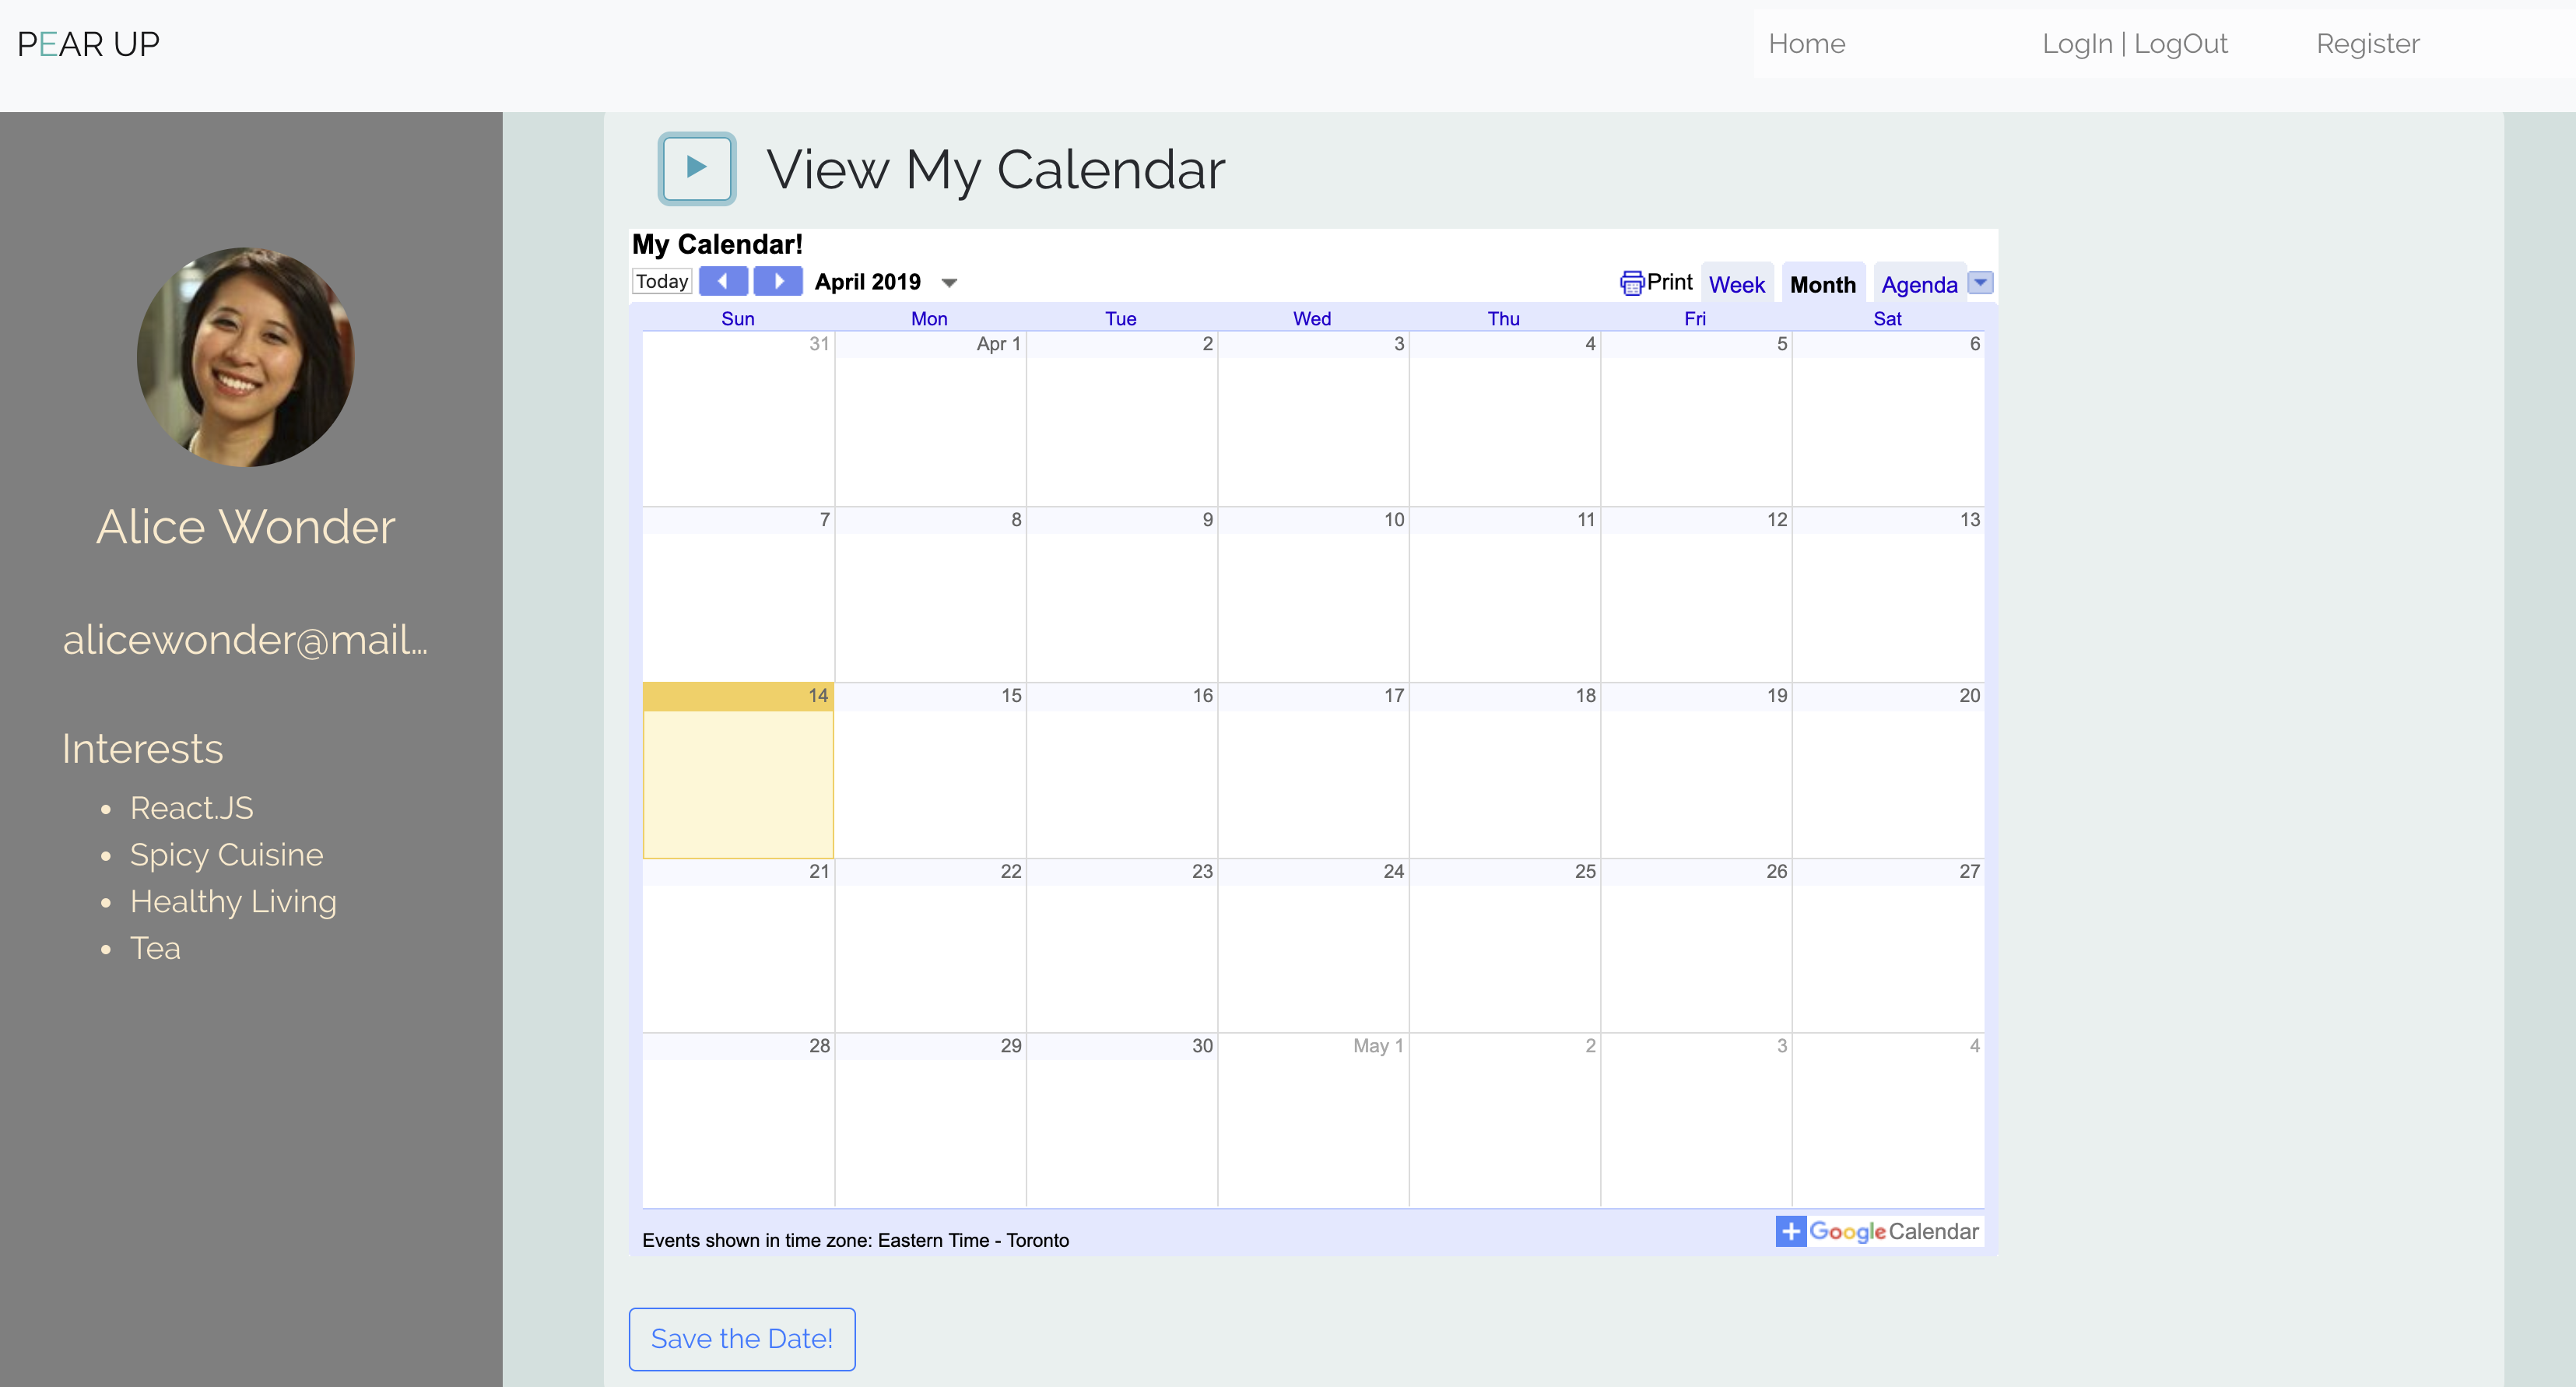 PEAR UP
Home LogIn | LogOut Register
View My Calendar
Alice Wonder
alicewonder@mail...
Interests
React.JS
Spicy Cuisine
Healthy Living
Tea
My Calendar!
Today April 2019 Print Week Month Agenda
Sun Mon Tue Wed Thu Fri Sat
31 Apr 1 2 3 4 5 6
7 8 9 10 11 12 13
14 15 16 17 18 19 20
21 22 23 24 25 26 27
28 29 30 May 1 2 3 4
Events shown in time zone: Eastern Time - Toronto
Google Calendar
Save the Date!